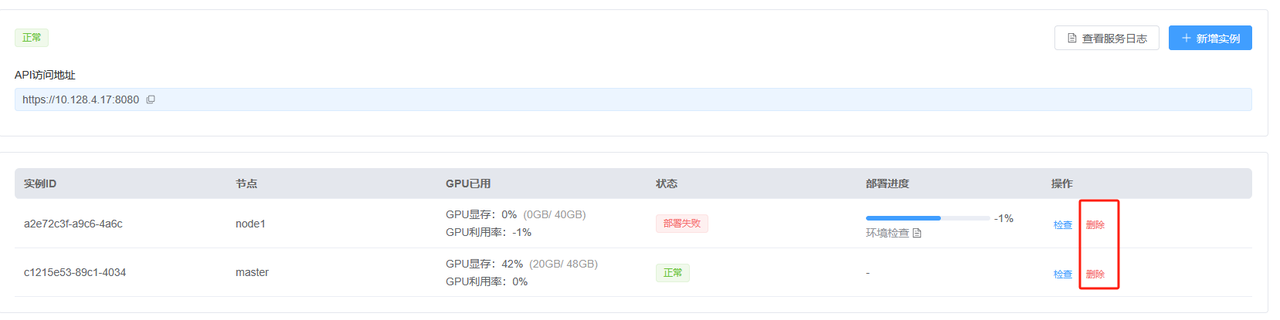 正常
查看服务日志
+ 新增实例
API访问地址
https://10.128.4.17:8080
实例ID 节点 GPU已用 状态 部署进度 操作
a2e72c3f-a9c6-4a6c node1 GPU显存：0% (0GB/ 40GB) 部署失败 -1% 检查 删除
GPU利用率：-1% 环境检查
c1215e53-89c1-4034 master GPU显存：42% (20GB/ 48GB) 正常 - 检查 删除
GPU利用率：0%